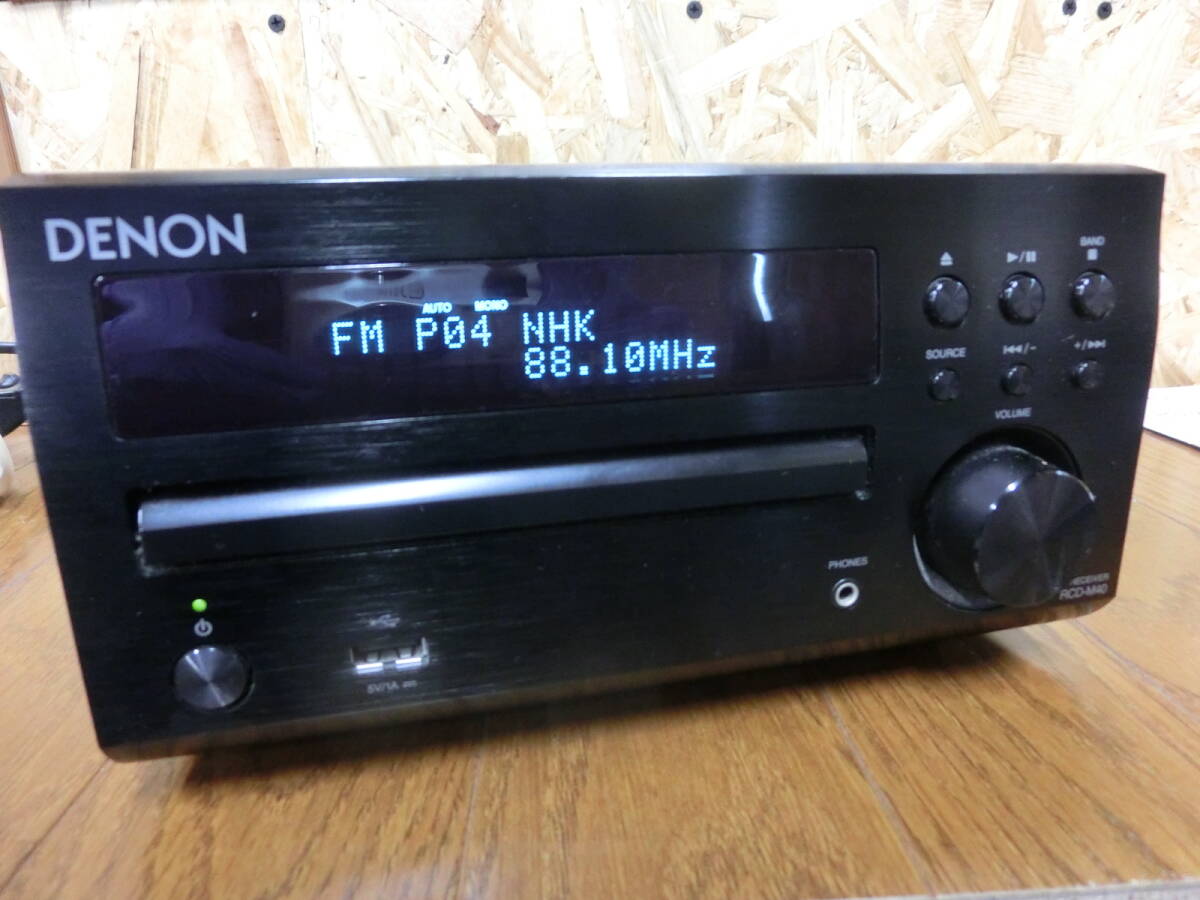 DENON
AUTO MONO
FM P04 NHK
88.10MHz
BAND
SOURCE
VOLUME
PHONES
RECEIVER
RCD-M40
5V/1A